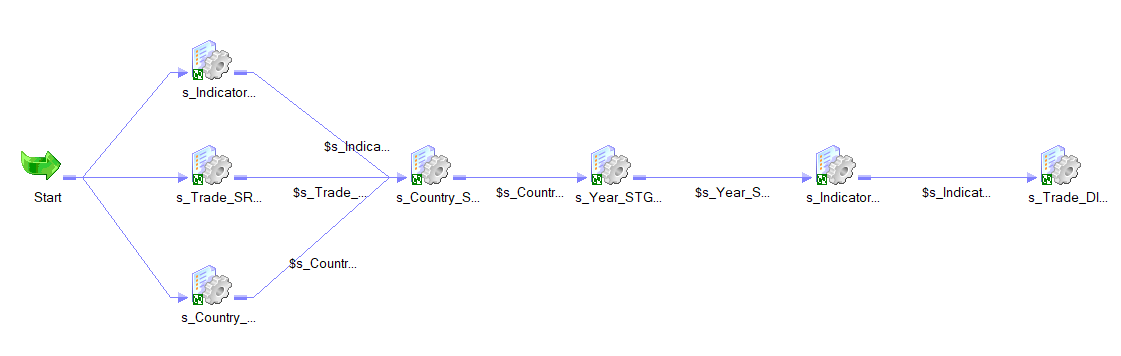 s_Indicator...
$s_Indica...
Start
s_Trade_SR...
$s_Trade_...
s_Country_S...
$s_Countr...
s_Year_STG...
$s_Year_S...
s_Indicator...
$s_Indicat...
s_Trade_DI...
$s_Countr...
s_Country_...